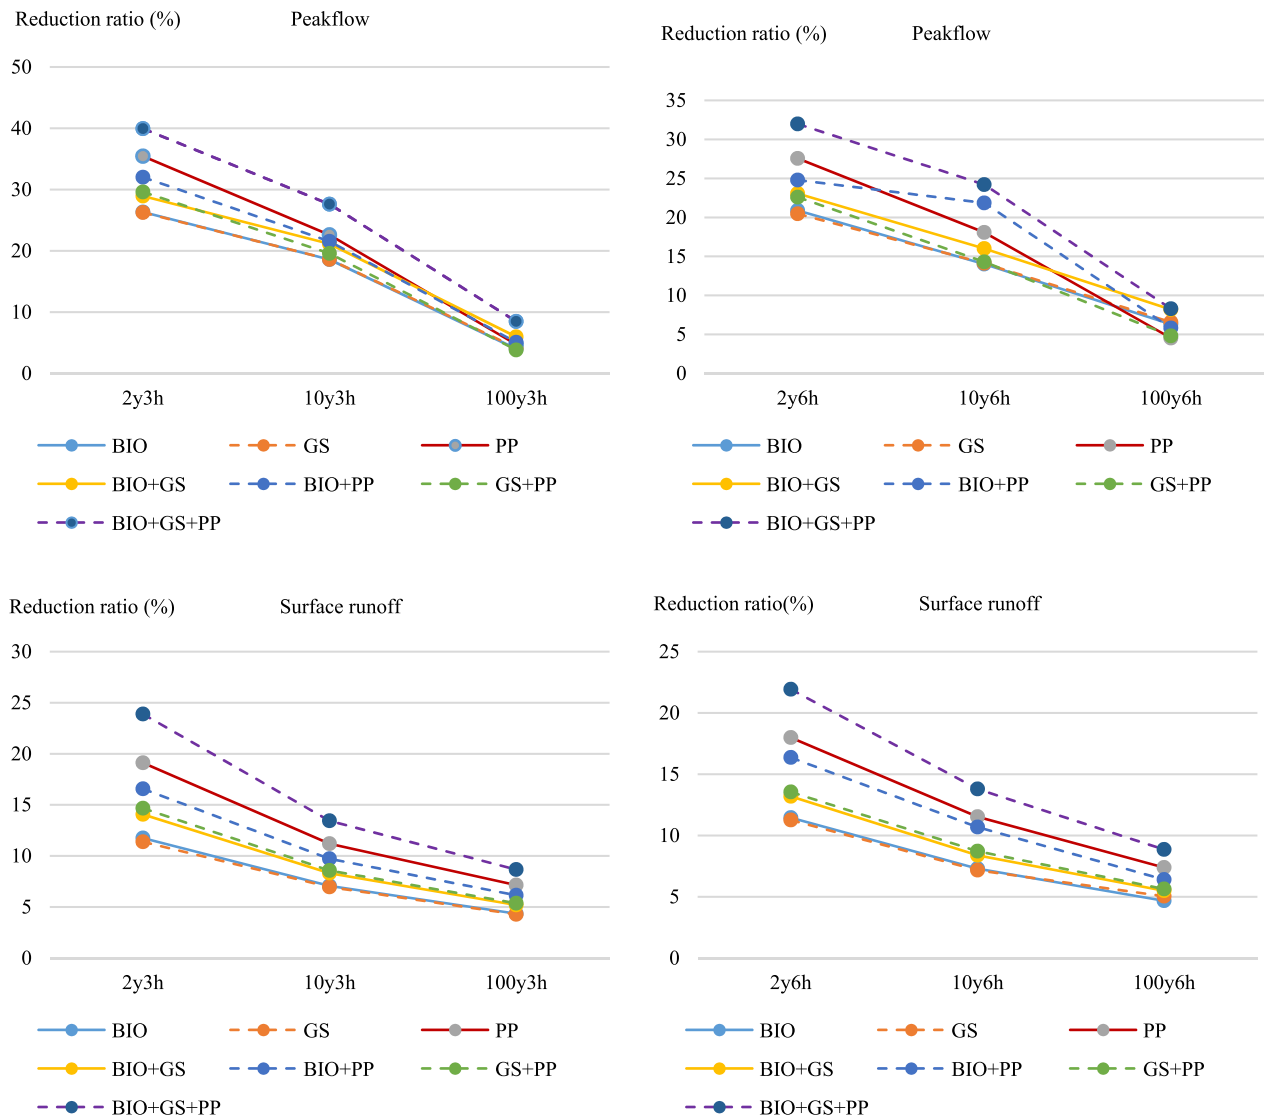 Reduction ratio (%) Peakflow
50
40
30
20
10
0
2y3h 10y3h 100y3h
BIO GS PP
BIO+GS BIO+PP GS+PP
BIO+GS+PP
Reduction ratio (%) Peakflow
35
30
25
20
15
10
5
0
2y6h 10y6h 100y6h
BIO GS PP
BIO+GS BIO+PP GS+PP
BIO+GS+PP
Reduction ratio (%) Surface runoff
30
25
20
15
10
5
0
2y3h 10y3h 100y3h
BIO GS PP
BIO+GS BIO+PP GS+PP
BIO+GS+PP
Reduction ratio(%) Surface runoff
25
20
15
10
5
0
2y6h 10y6h 100y6h
BIO GS PP
BIO+GS BIO+PP GS+PP
BIO+GS+PP